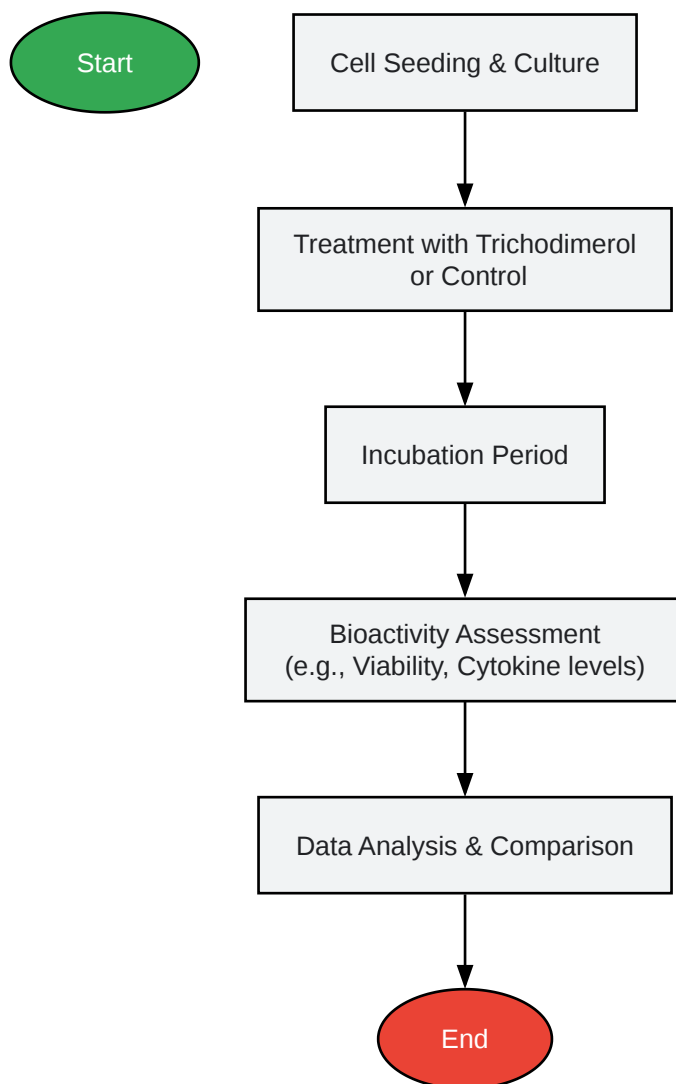 Start
Cell Seeding & Culture
Treatment with Trichodimerol
or Control
Incubation Period
Bioactivity Assessment
(e.g., Viability, Cytokine levels)
Data Analysis & Comparison
End